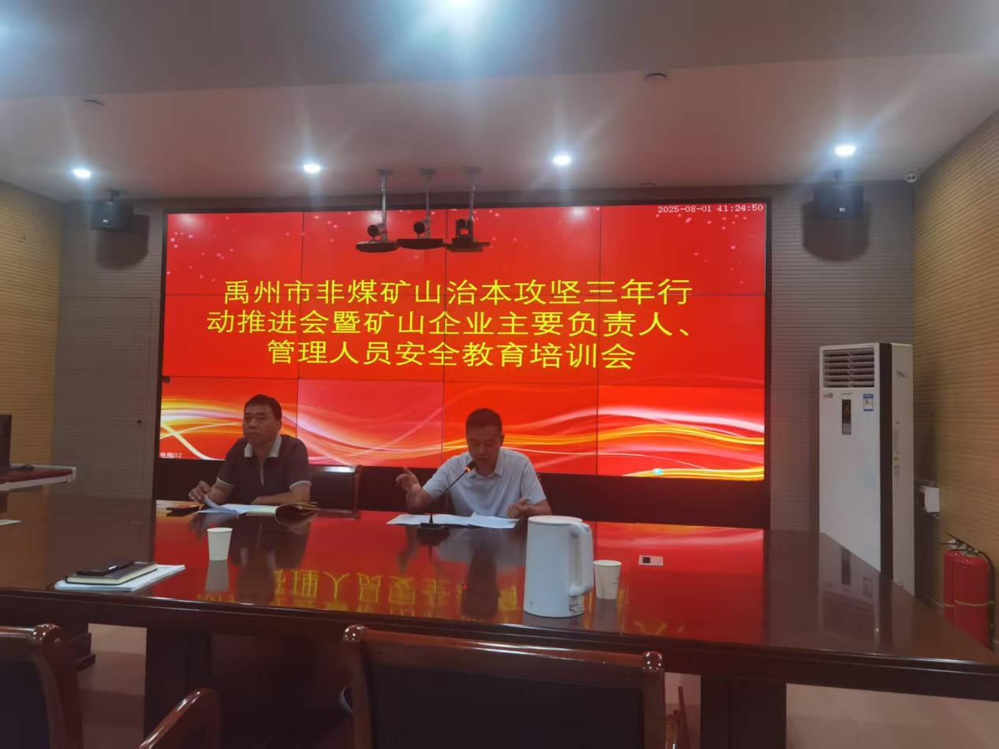 2025-08-01 11:24:50
禹州市非煤矿山治本攻坚三年行
动推进会暨矿山企业主要负责人、
管理人员安全教育培训会
电脑02